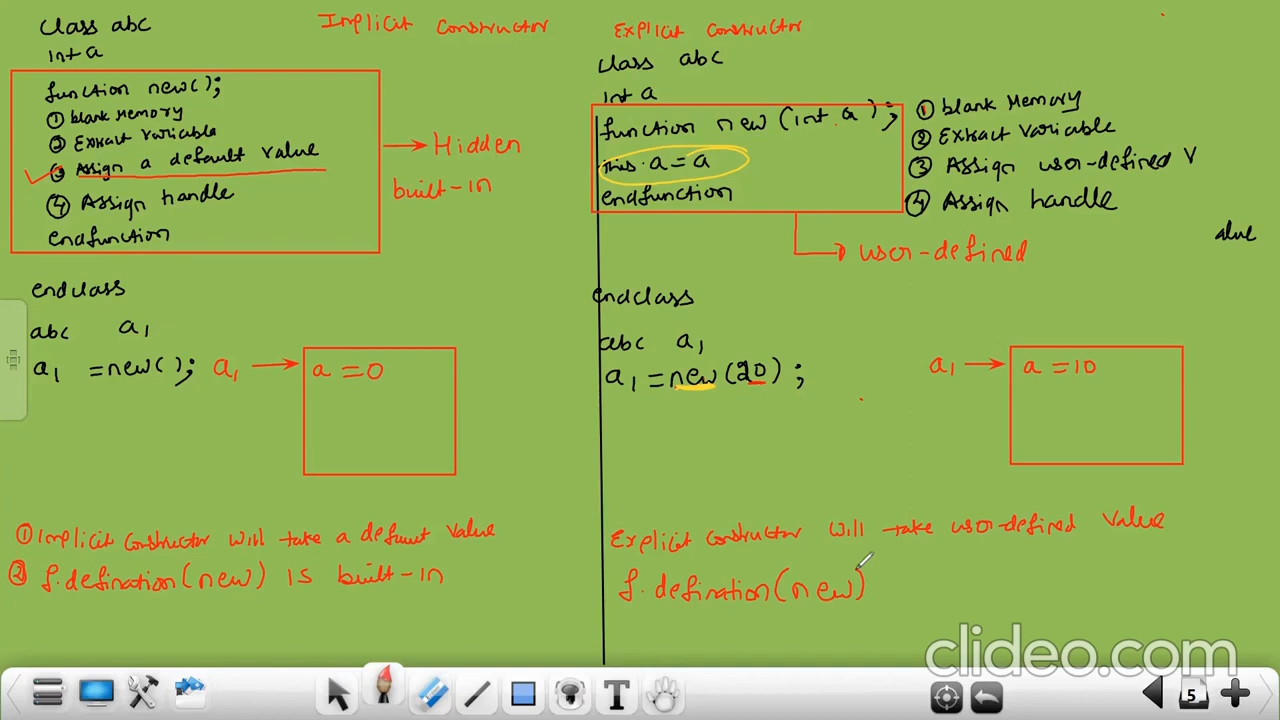 Class abc
int a
Implicit constructor
function new();
① blank Memory
② Extract variable
③ Assign a default value
④ Assign handle
endfunction
Hidden
built-in
endclass
abc a1
a1 =new();
a1
a =0
① Implicit constructor will take a default value
② f.defination(new) is built-in
Explicit constructor
class abc
int a
function new (int a);
this.a = a
endfunction
① blank Memory
② Extract variable
③ Assign user-defined V
alue
④ Assign handle
user-defined
endclass
abc a1
a1 =new(20);
a1
a =10
Explicit constructor will take user-defined value
f.defination(new)
clideo.com
5
T